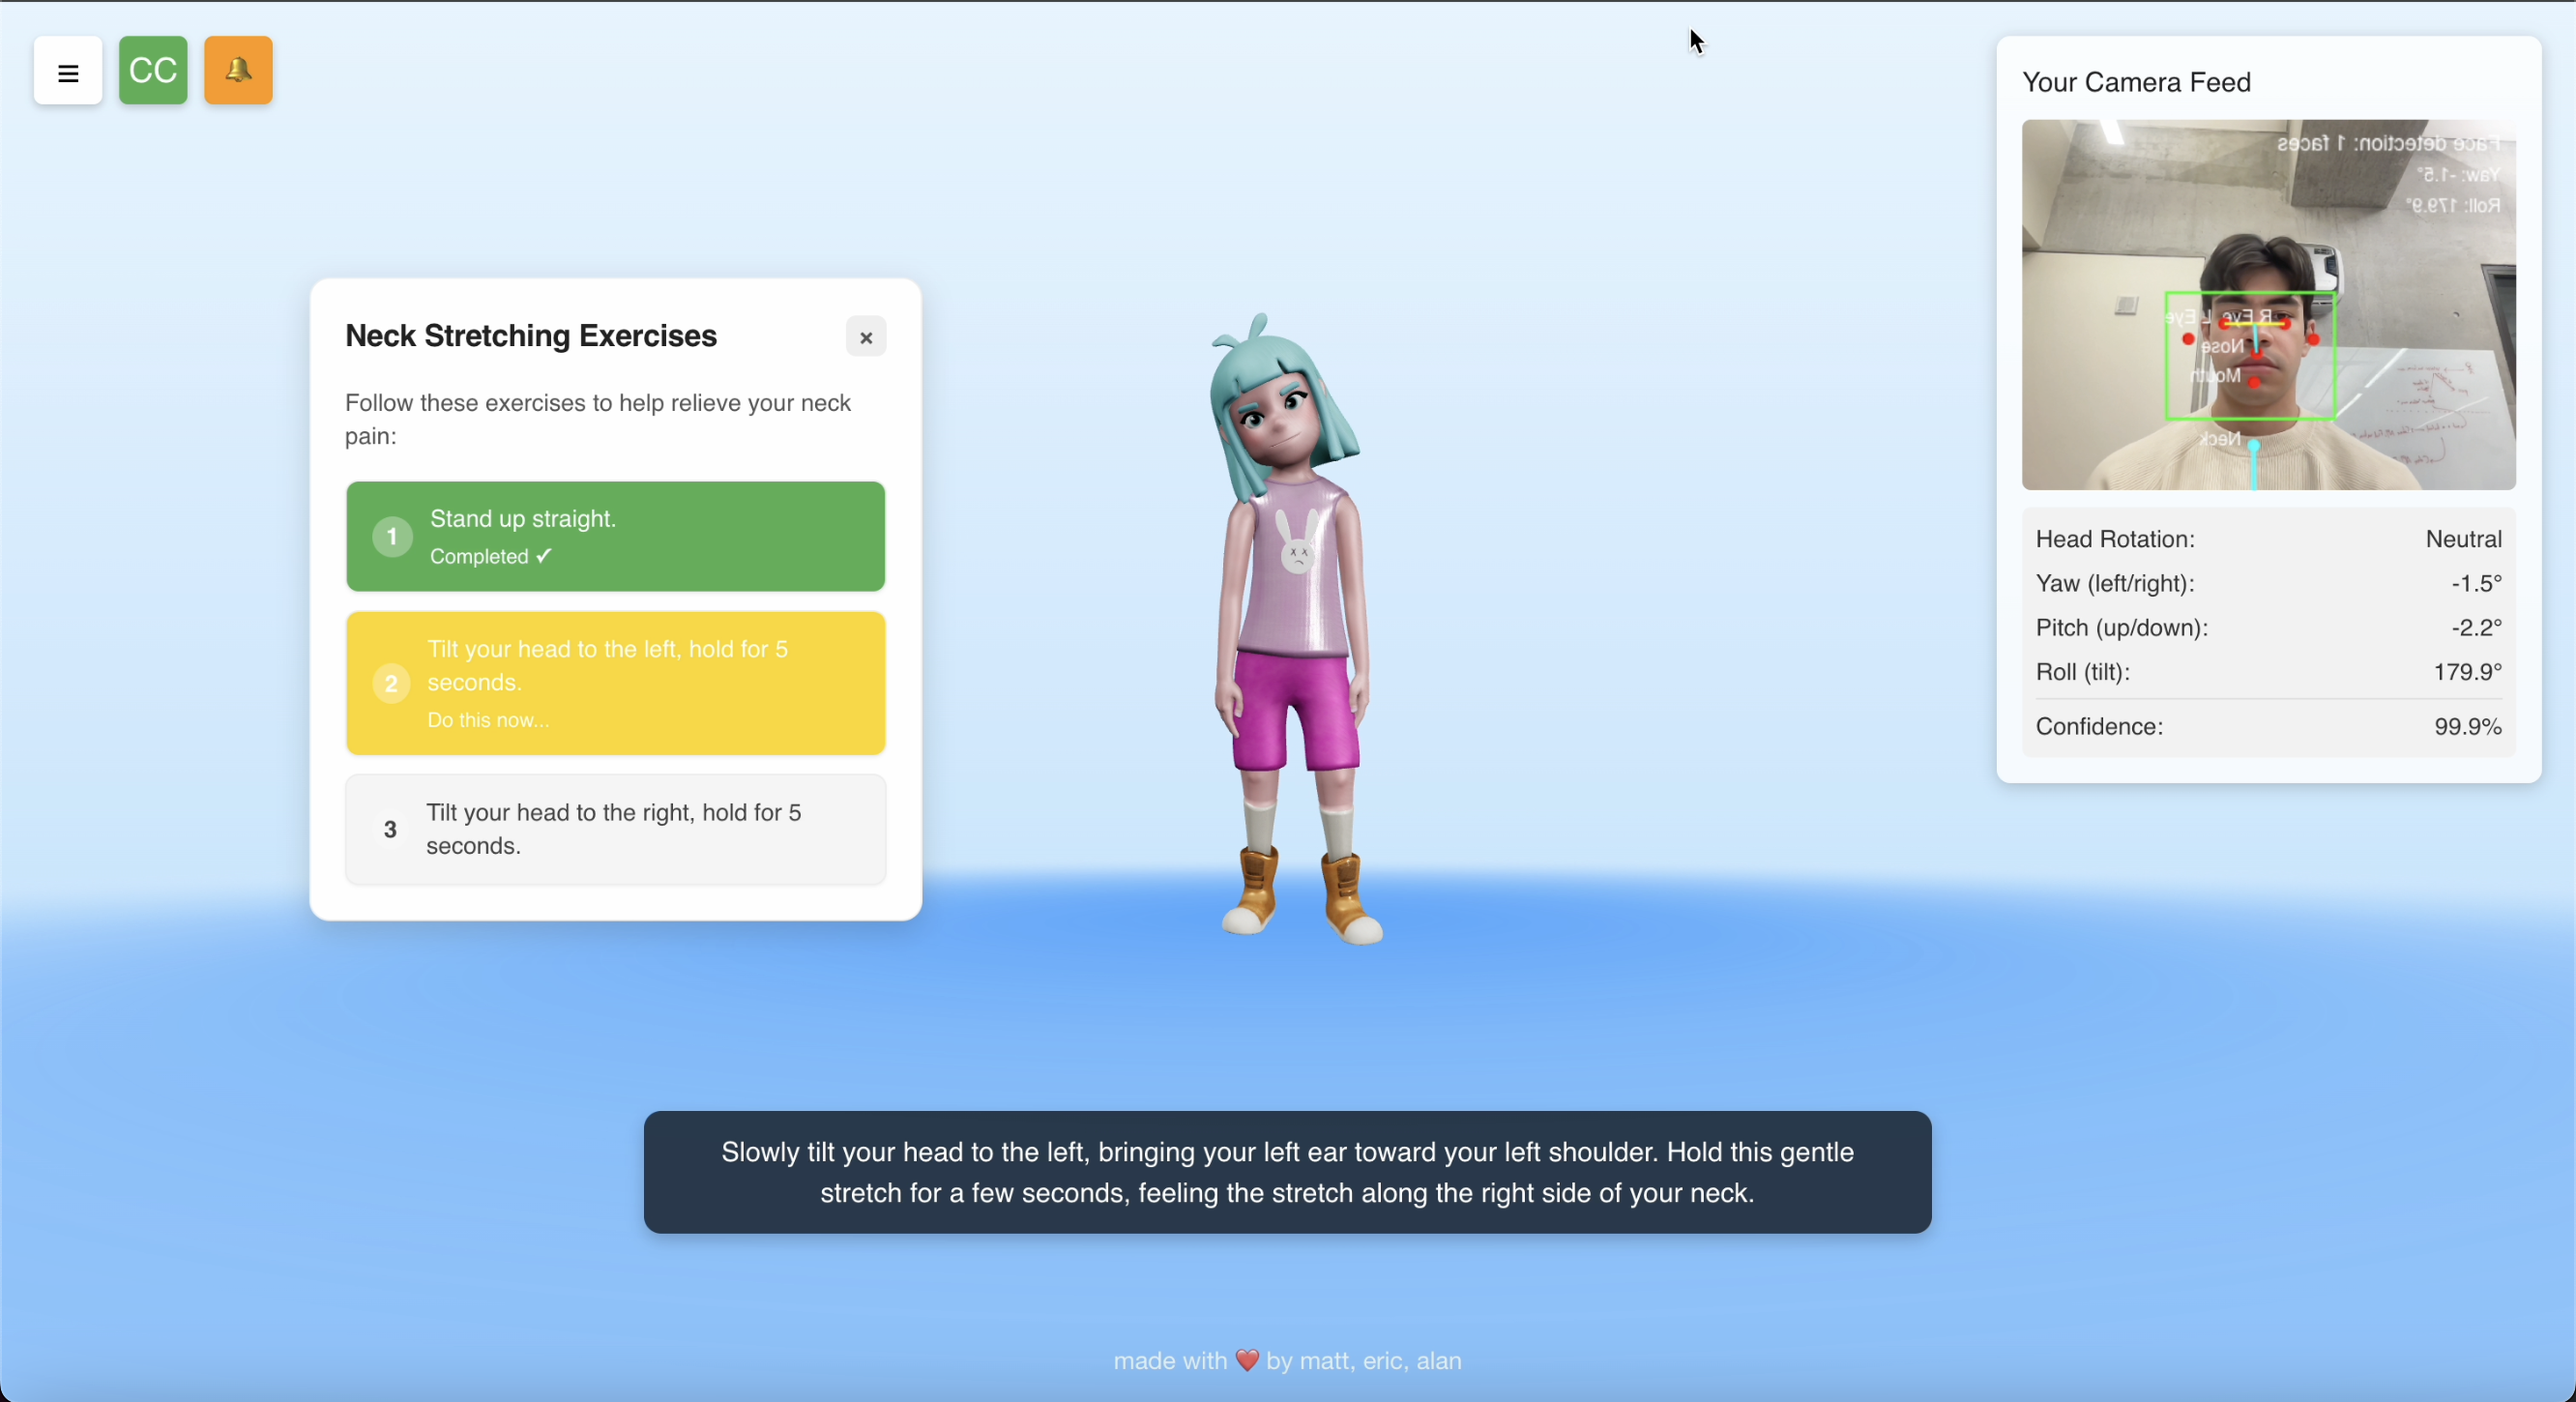 ☰ CC 🔔
Neck Stretching Exercises ×
Follow these exercises to help relieve your neck
pain:
1 Stand up straight.
Completed ✓
2 Tilt your head to the left, hold for 5
seconds.
Do this now...
3 Tilt your head to the right, hold for 5
seconds.
Slowly tilt your head to the left, bringing your left ear toward your left shoulder. Hold this gentle
stretch for a few seconds, feeling the stretch along the right side of your neck.
made with ❤️ by matt, eric, alan
Your Camera Feed
Face detection: 1 faces
Yaw: -1.5°
Roll: 179.9°
L Eye R Eye
Nose
Mouth
Neck
Head Rotation: Neutral
Yaw (left/right): -1.5°
Pitch (up/down): -2.2°
Roll (tilt): 179.9°
Confidence: 99.9%